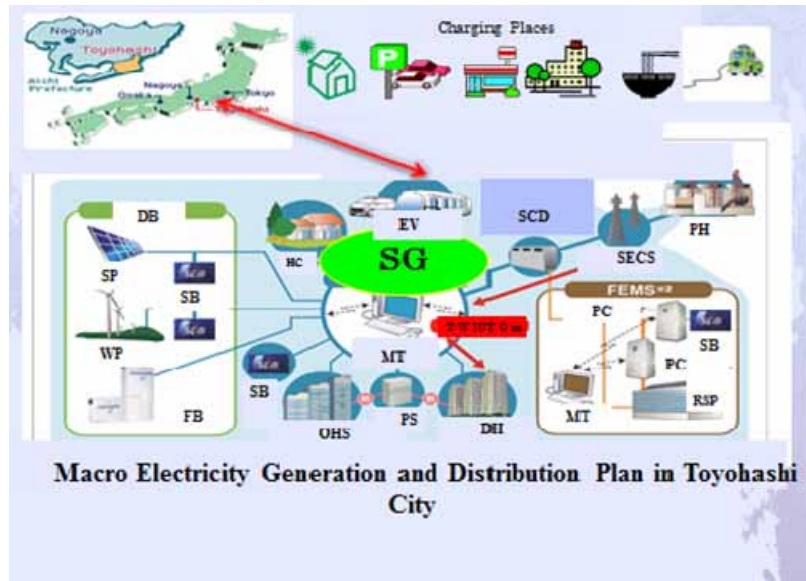 Charging Places
Nagoya
Toyohashi
Aichi
Prefecture
Nagoya
Tokyo
Osaka
P
DB
EV
SCD
PH
SG
HC
SECS
SP
SB
FEMS※2
PC
SB
WP
MT
SB
PC
FB
MT
RSP
OHS
PS
DH
Macro Electricity Generation and Distribution Plan in Toyohashi
City